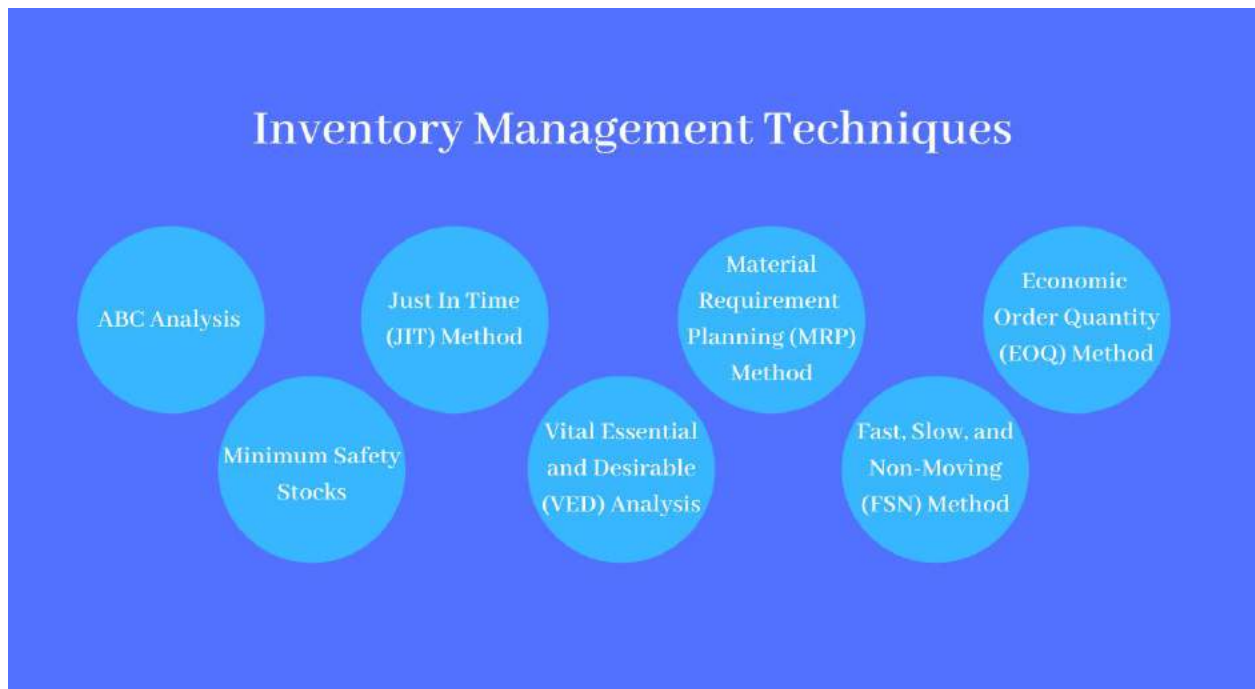 Inventory Management Techniques
ABC Analysis
Minimum Safety
Stocks
Just In Time
(JIT) Method
Vital Essential
and Desirable
(VED) Analysis
Material
Requirement
Planning (MRP)
Method
Fast, Slow, and
Non-Moving
(FSN) Method
Economic
Order Quantity
(EOQ) Method